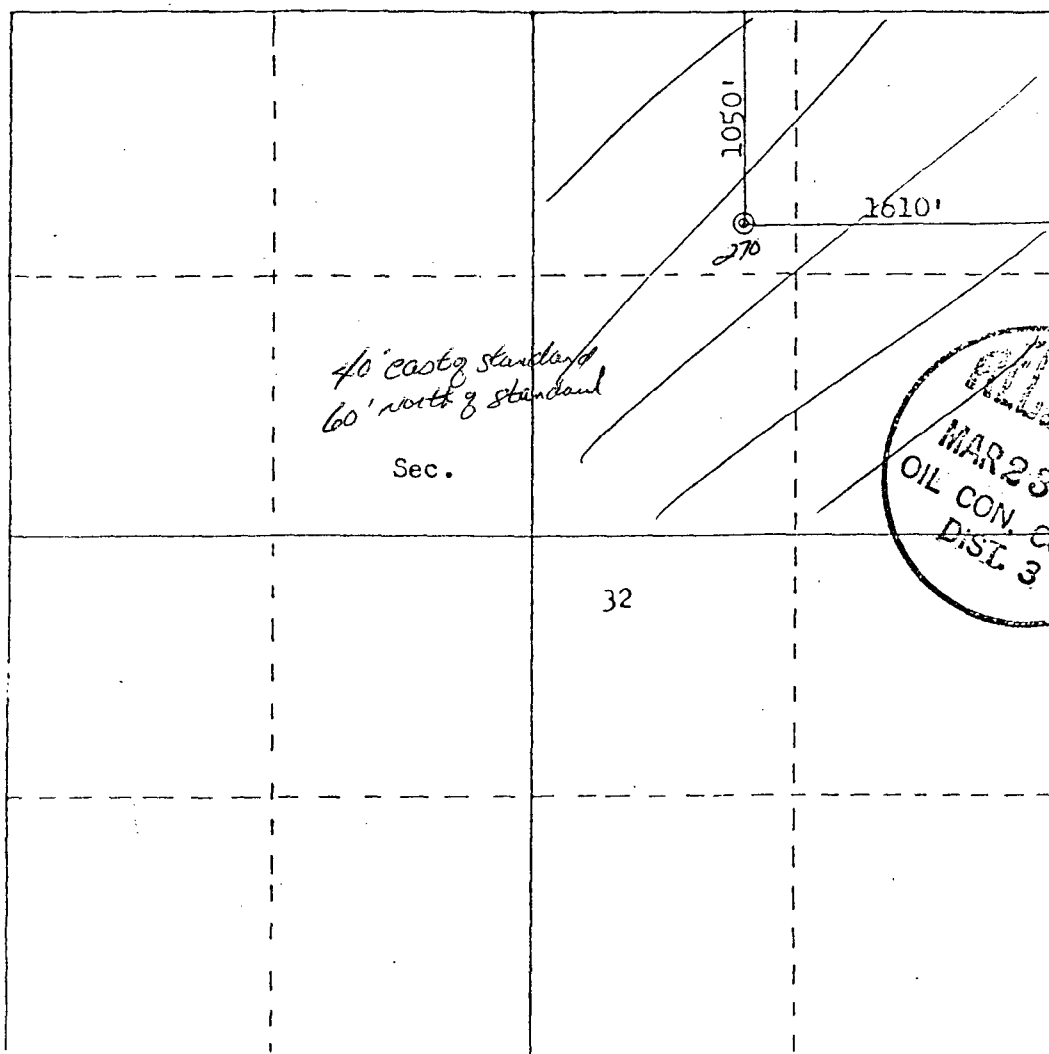 1050'
1610'
270
40' east of standard
60' north of standard
Sec.
MAR 23
OIL CON.
DIST. 3
32